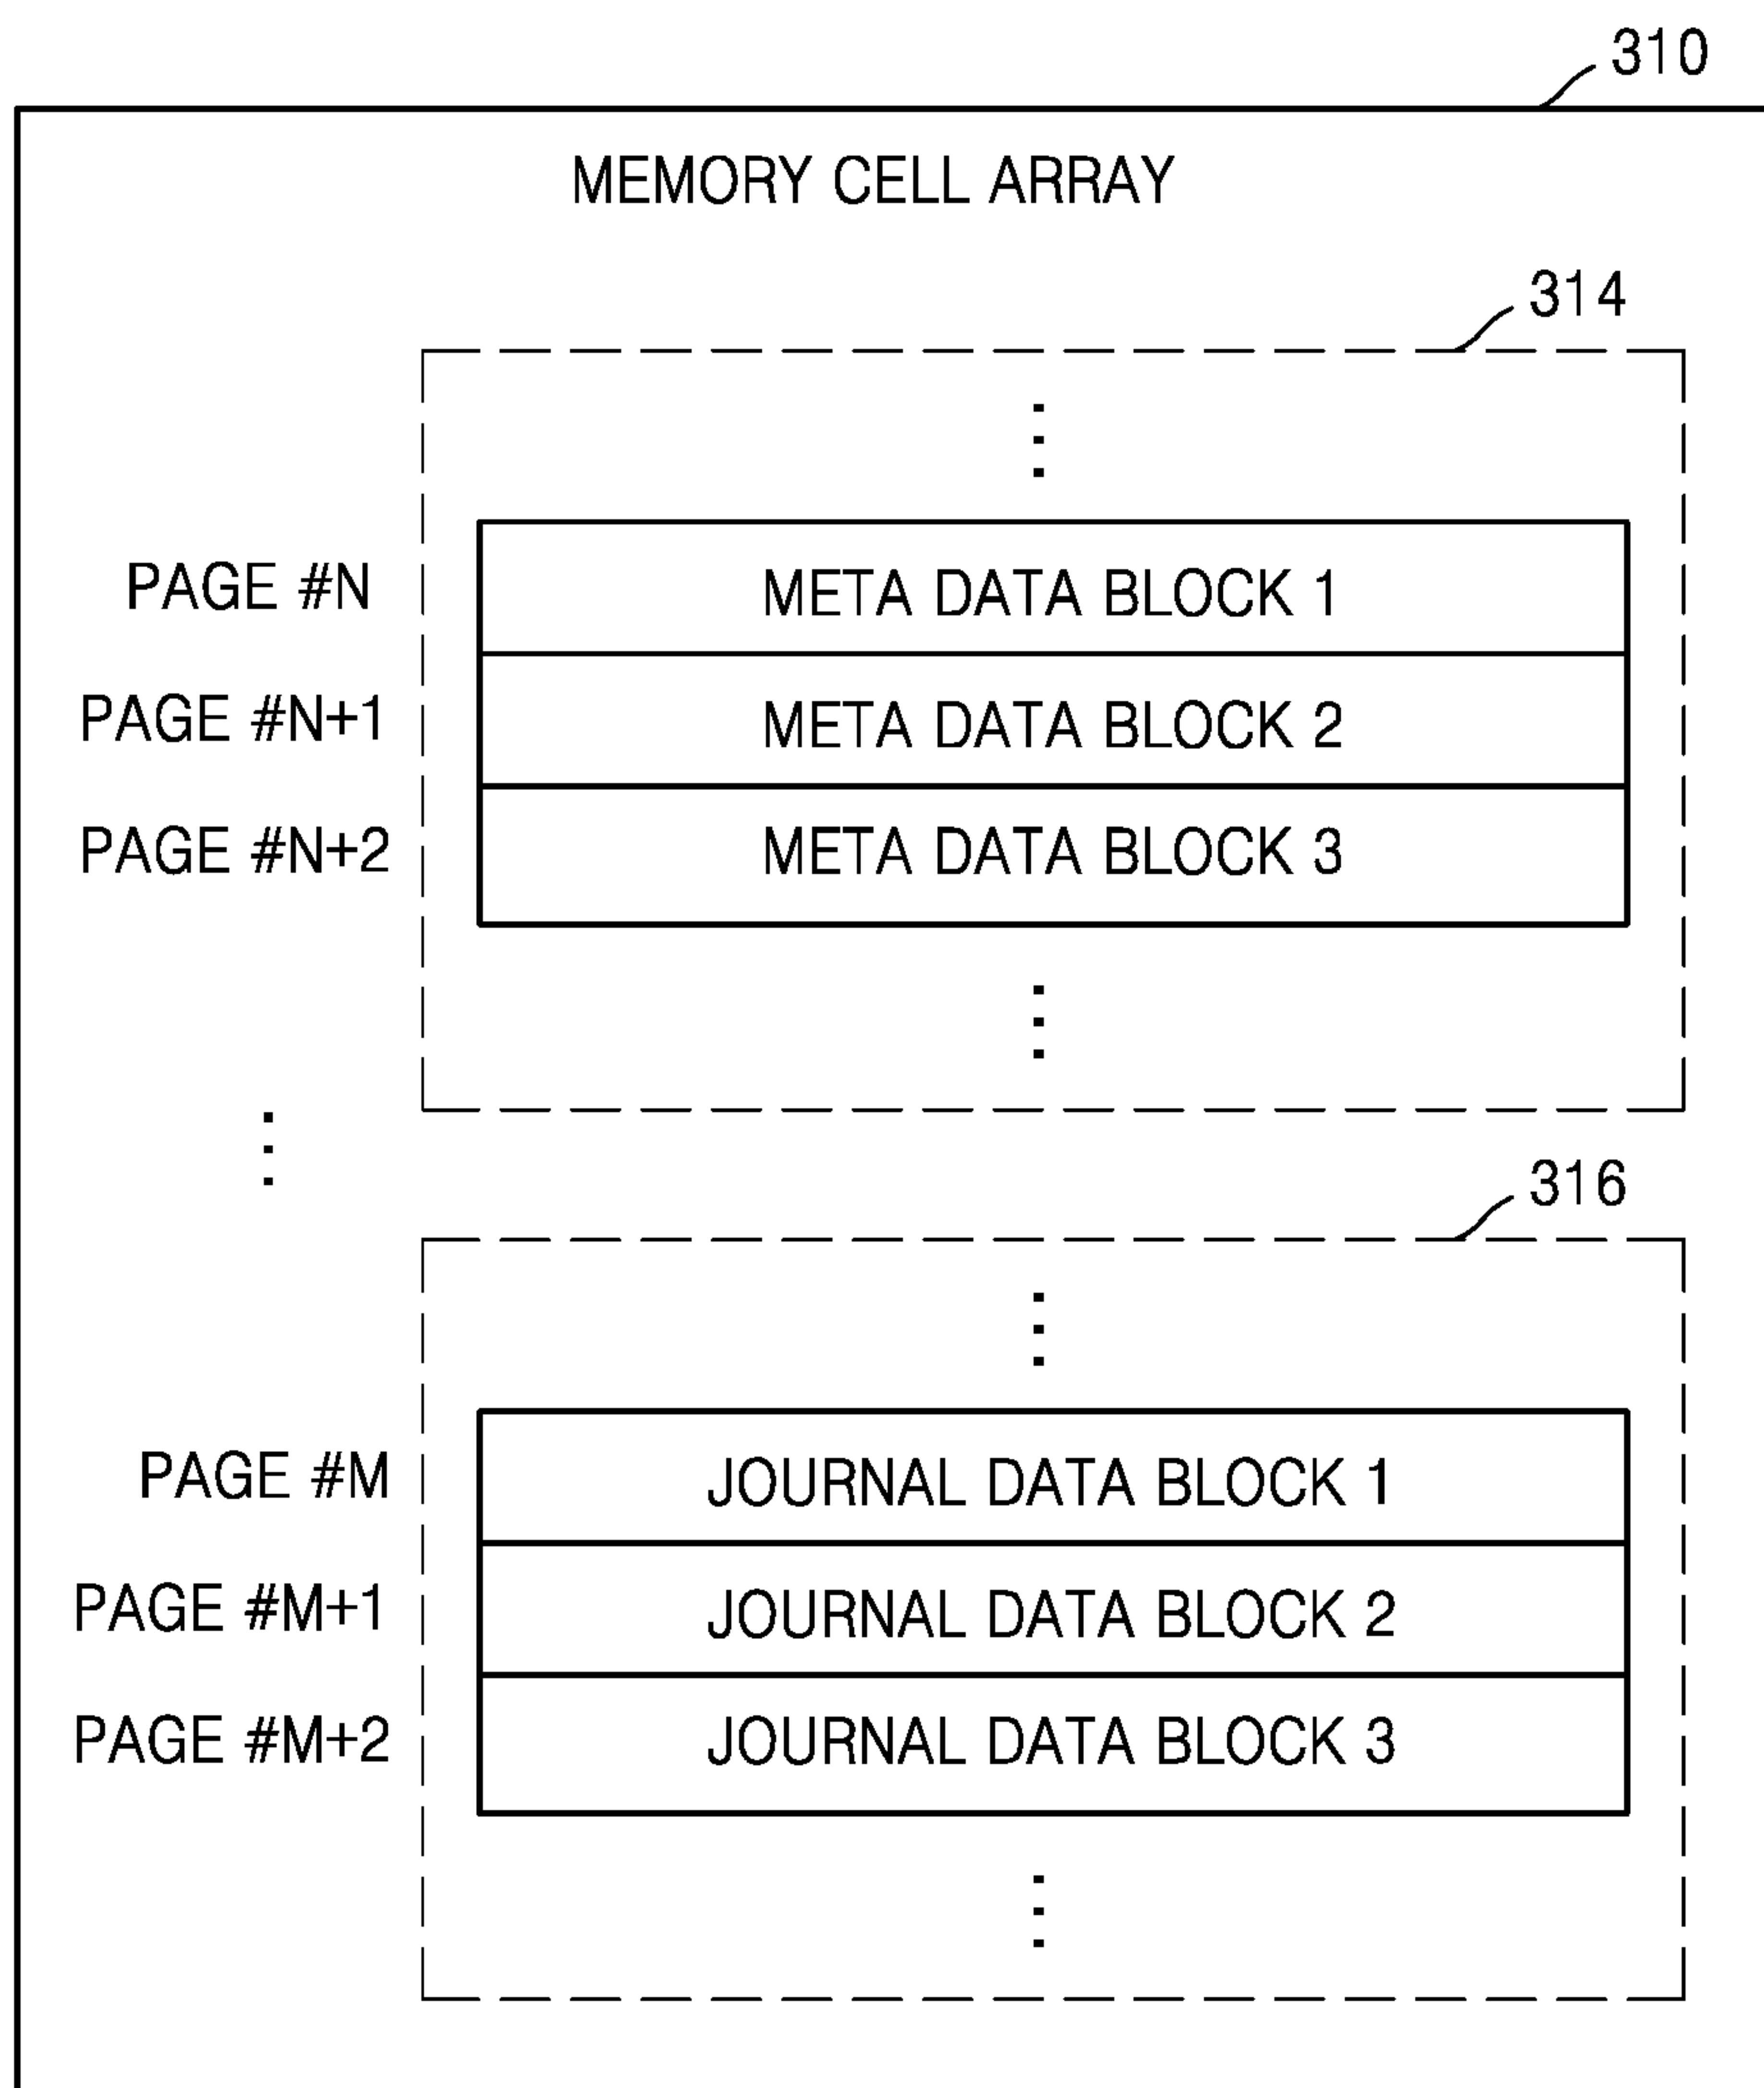 310
MEMORY CELL ARRAY
314
PAGE #N META DATA BLOCK 1
PAGE #N+1 META DATA BLOCK 2
PAGE #N+2 META DATA BLOCK 3
316
PAGE #M JOURNAL DATA BLOCK 1
PAGE #M+1 JOURNAL DATA BLOCK 2
PAGE #M+2 JOURNAL DATA BLOCK 3